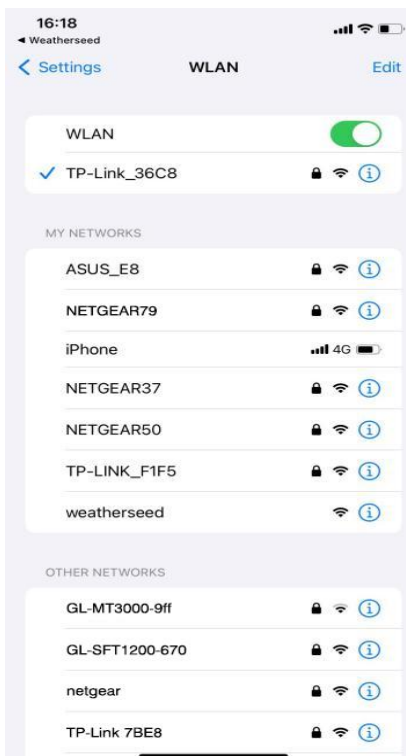 16:18
◀ Weatherseed
Settings WLAN Edit
WLAN
TP-Link_36C8
MY NETWORKS
ASUS_E8
NETGEAR79
iPhone 4G
NETGEAR37
NETGEAR50
TP-LINK_F1F5
weatherseed
OTHER NETWORKS
GL-MT3000-9ff
GL-SFT1200-670
netgear
TP-Link 7BE8